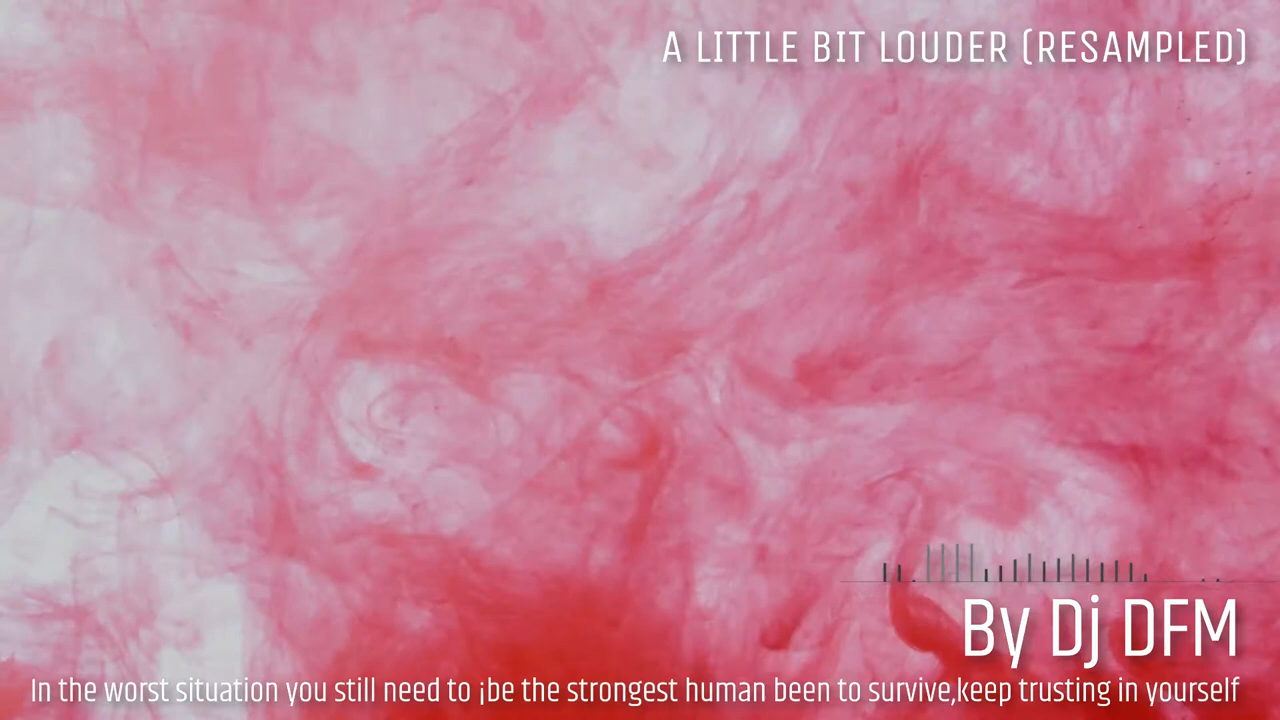 A LITTLE BIT LOUDER (RESAMPLED)
By Dj DFM
In the worst situation you still need to ¡be the strongest human been to survive,keep trusting in yourself